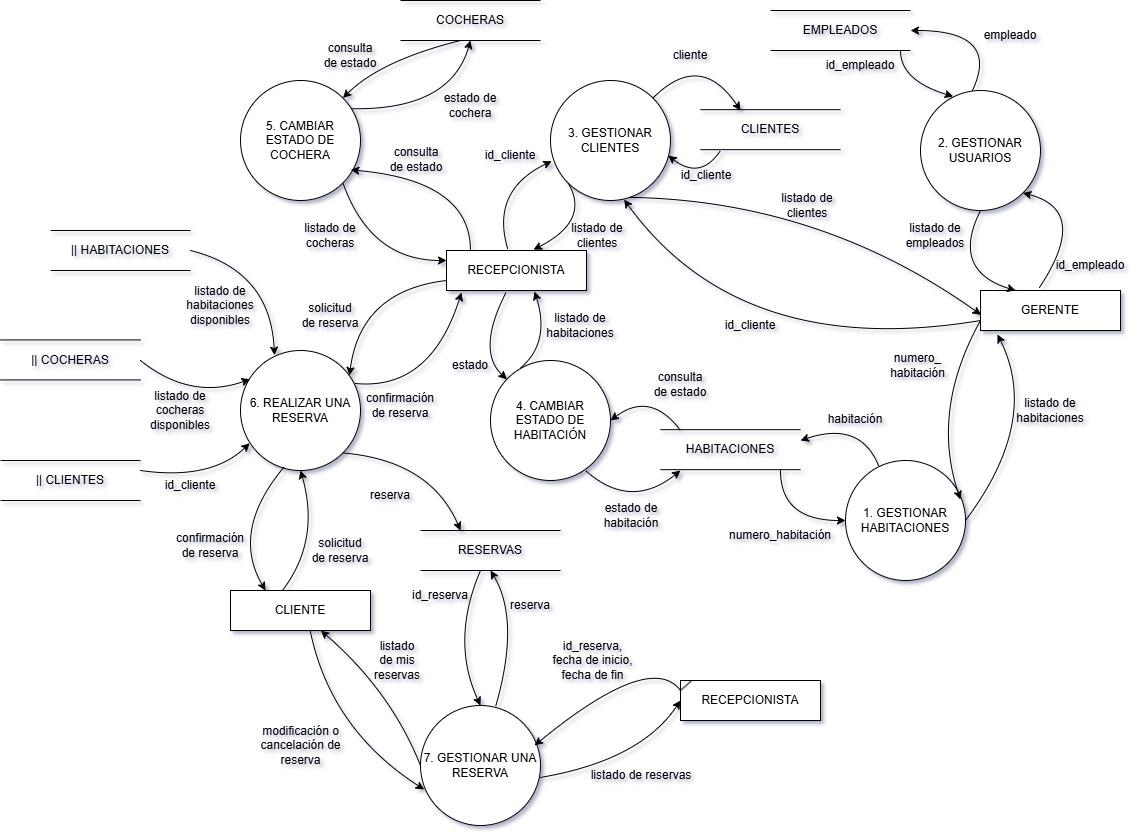 COCHERAS
EMPLEADOS
empleado
consulta
de estado
cliente
id_empleado
estado de
cochera
5. CAMBIAR
ESTADO DE
COCHERA
3. GESTIONAR
CLIENTES
CLIENTES
2. GESTIONAR
USUARIOS
consulta
de estado
id_cliente
id_cliente
listado de
cocheras
listado de
clientes
listado de
clientes
listado de
empleados
id_empleado
|| HABITACIONES
RECEPCIONISTA
GERENTE
listado de
habitaciones
disponibles
solicitud
de reserva
listado de
habitaciones
id_cliente
|| COCHERAS
estado
numero_
habitación
listado de
cocheras
disponibles
6. REALIZAR UNA
RESERVA
confirmación
de reserva
4. CAMBIAR
ESTADO DE
HABITACIÓN
consulta
de estado
habitación
listado de
habitaciones
HABITACIONES
|| CLIENTES
id_cliente
reserva
estado de
habitación
numero_habitación
1. GESTIONAR
HABITACIONES
confirmación
de reserva
solicitud
de reserva
RESERVAS
CLIENTE
id_reserva
reserva
listado
de mis
reservas
id_reserva,
fecha de inicio,
fecha de fin
RECEPCIONISTA
modificación o
cancelación de
reserva
7. GESTIONAR UNA
RESERVA
listado de reservas